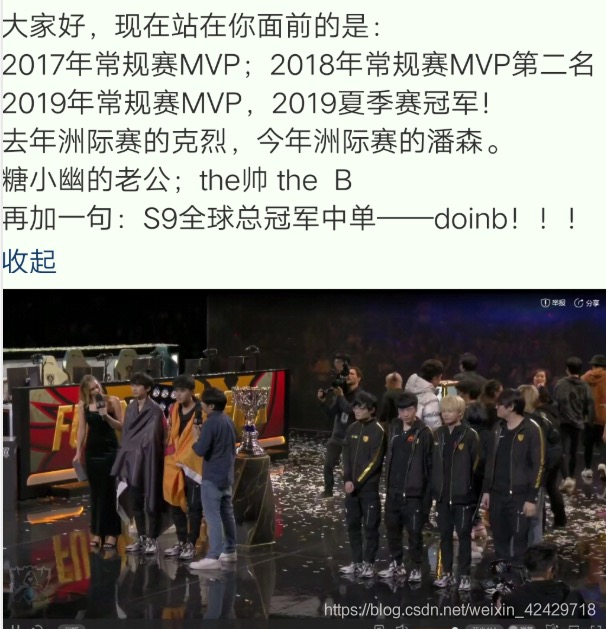 大家好，现在站在你面前的是：
2017年常规赛MVP；2018年常规赛MVP第二名
2019年常规赛MVP，2019夏季赛冠军！
去年洲际赛的克烈，今年洲际赛的潘森。
糖小幽的老公；the帅 the B
再加一句：S9全球总冠军中单——doinb！！！
收起
举报 分享
https://blog.csdn.net/weixin_42429718